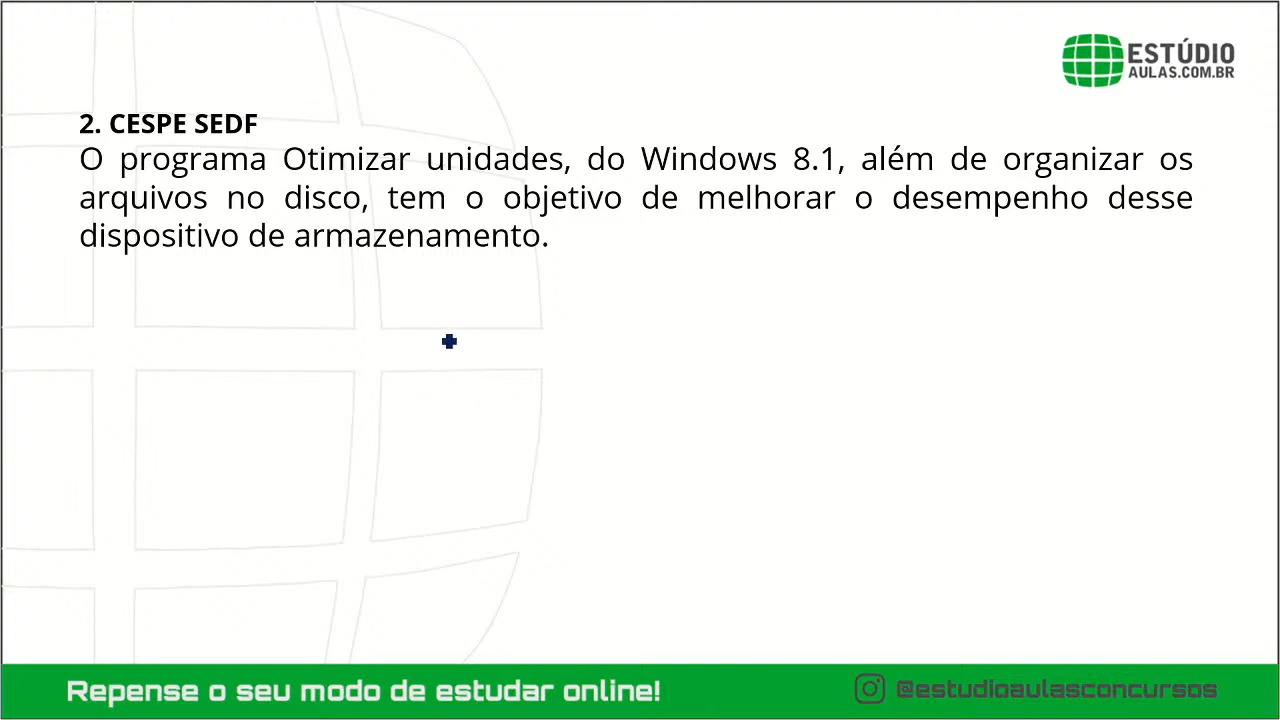 ESTÚDIO
AULAS.COM.BR
2. CESPE SEDF
O programa Otimizar unidades, do Windows 8.1, além de organizar os
arquivos no disco, tem o objetivo de melhorar o desempenho desse
dispositivo de armazenamento.
Repense o seu modo de estudar online!
@estudioaulasconcursos